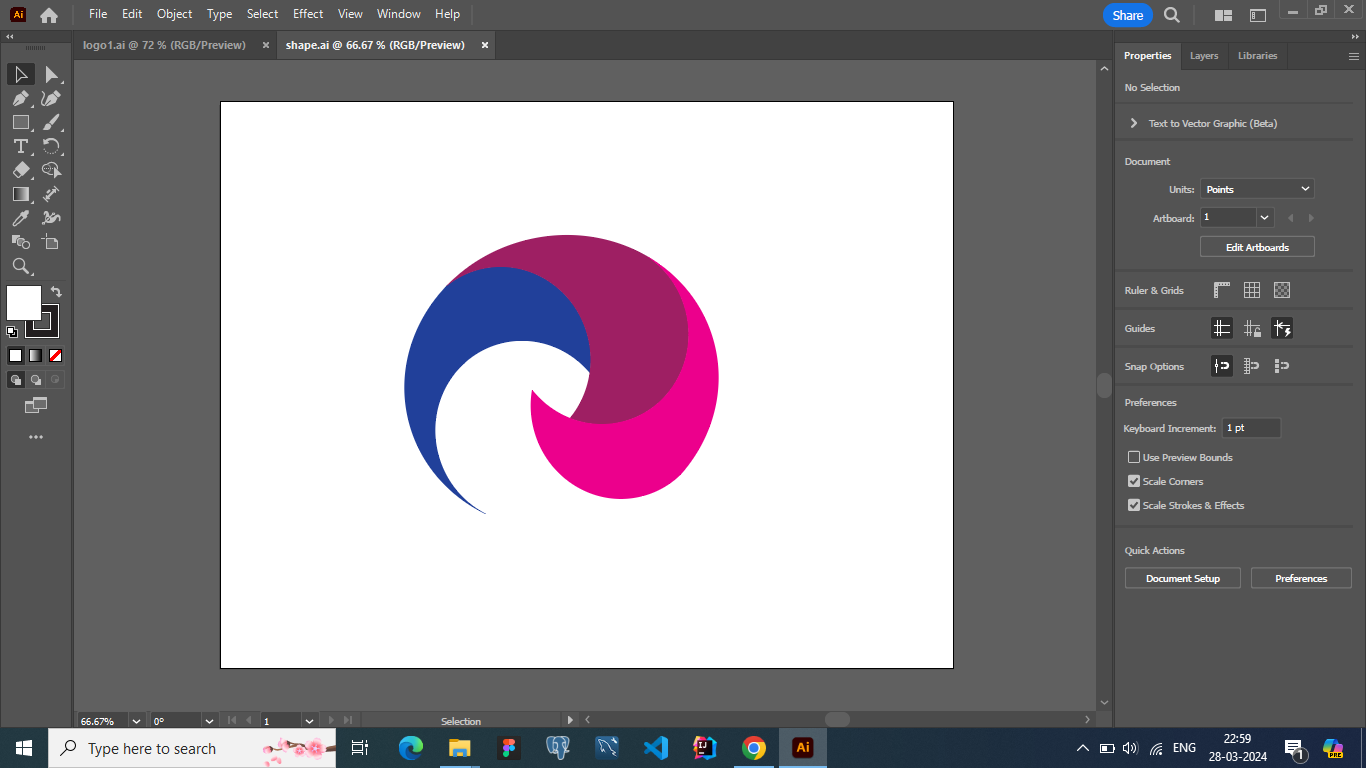 Ai File Edit Object Type Select Effect View Window Help Share
logo1.ai @ 72 % (RGB/Preview) × shape.ai @ 66.67 % (RGB/Preview) ×
Properties Layers Libraries
No Selection
Text to Vector Graphic (Beta)
Document
Units: Points
Artboard: 1
Edit Artboards
Ruler & Grids
Guides
Snap Options
Preferences
Keyboard Increment: 1 pt
Use Preview Bounds
Scale Corners
Scale Strokes & Effects
Quick Actions
Document Setup Preferences
66.67% 0° 1 Selection
Type here to search
IJ
Ai
ENG
22:59
28-03-2024
1
PRE